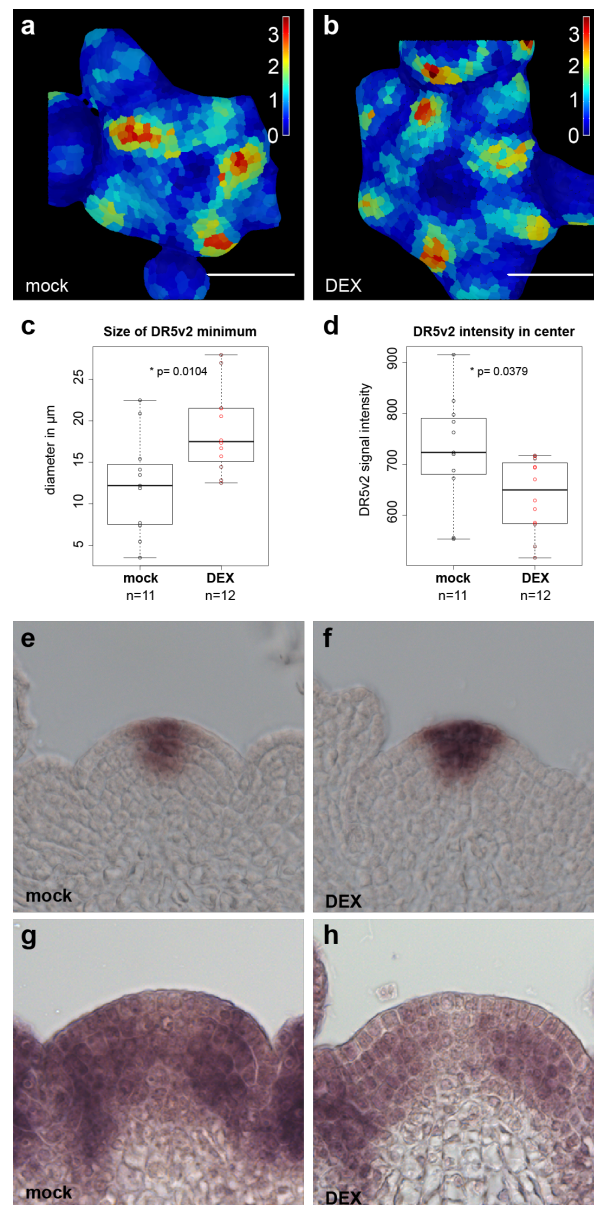 a
3
2
1
0
mock
b
3
2
1
0
DEX
c
Size of DR5v2 minimum
* p= 0.0104
diameter in µm
5
10
15
20
25
mock
DEX
n=11
n=12
d
DR5v2 intensity in center
* p= 0.0379
DR5v2 signal intensity
600
700
800
900
mock
DEX
n=11
n=12
e
mock
f
DEX
g
mock
h
DEX